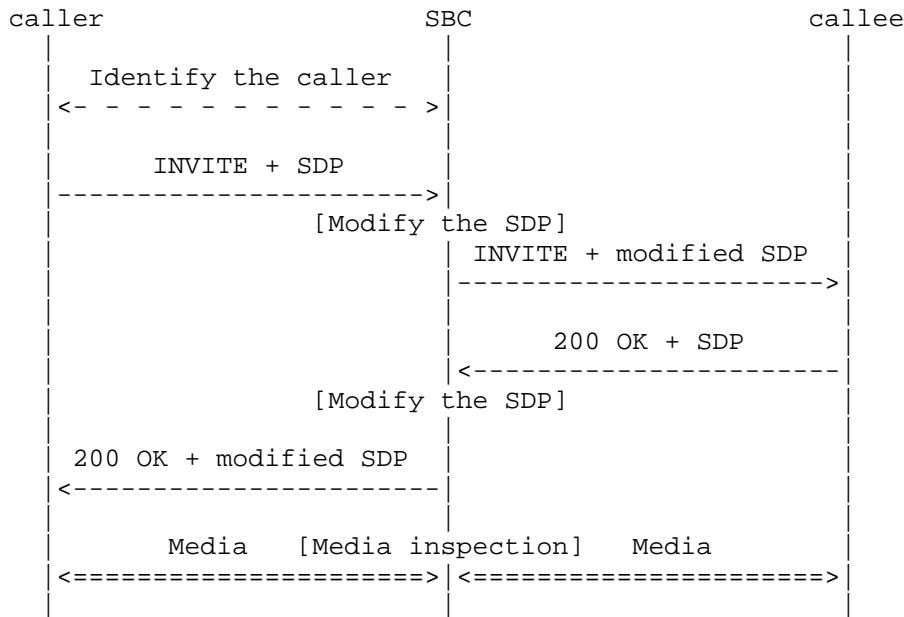 caller SBC callee
Identify the caller
INVITE + SDP
[Modify the SDP]
INVITE + modified SDP
200 OK + SDP
[Modify the SDP]
200 OK + modified SDP
Media [Media inspection] Media